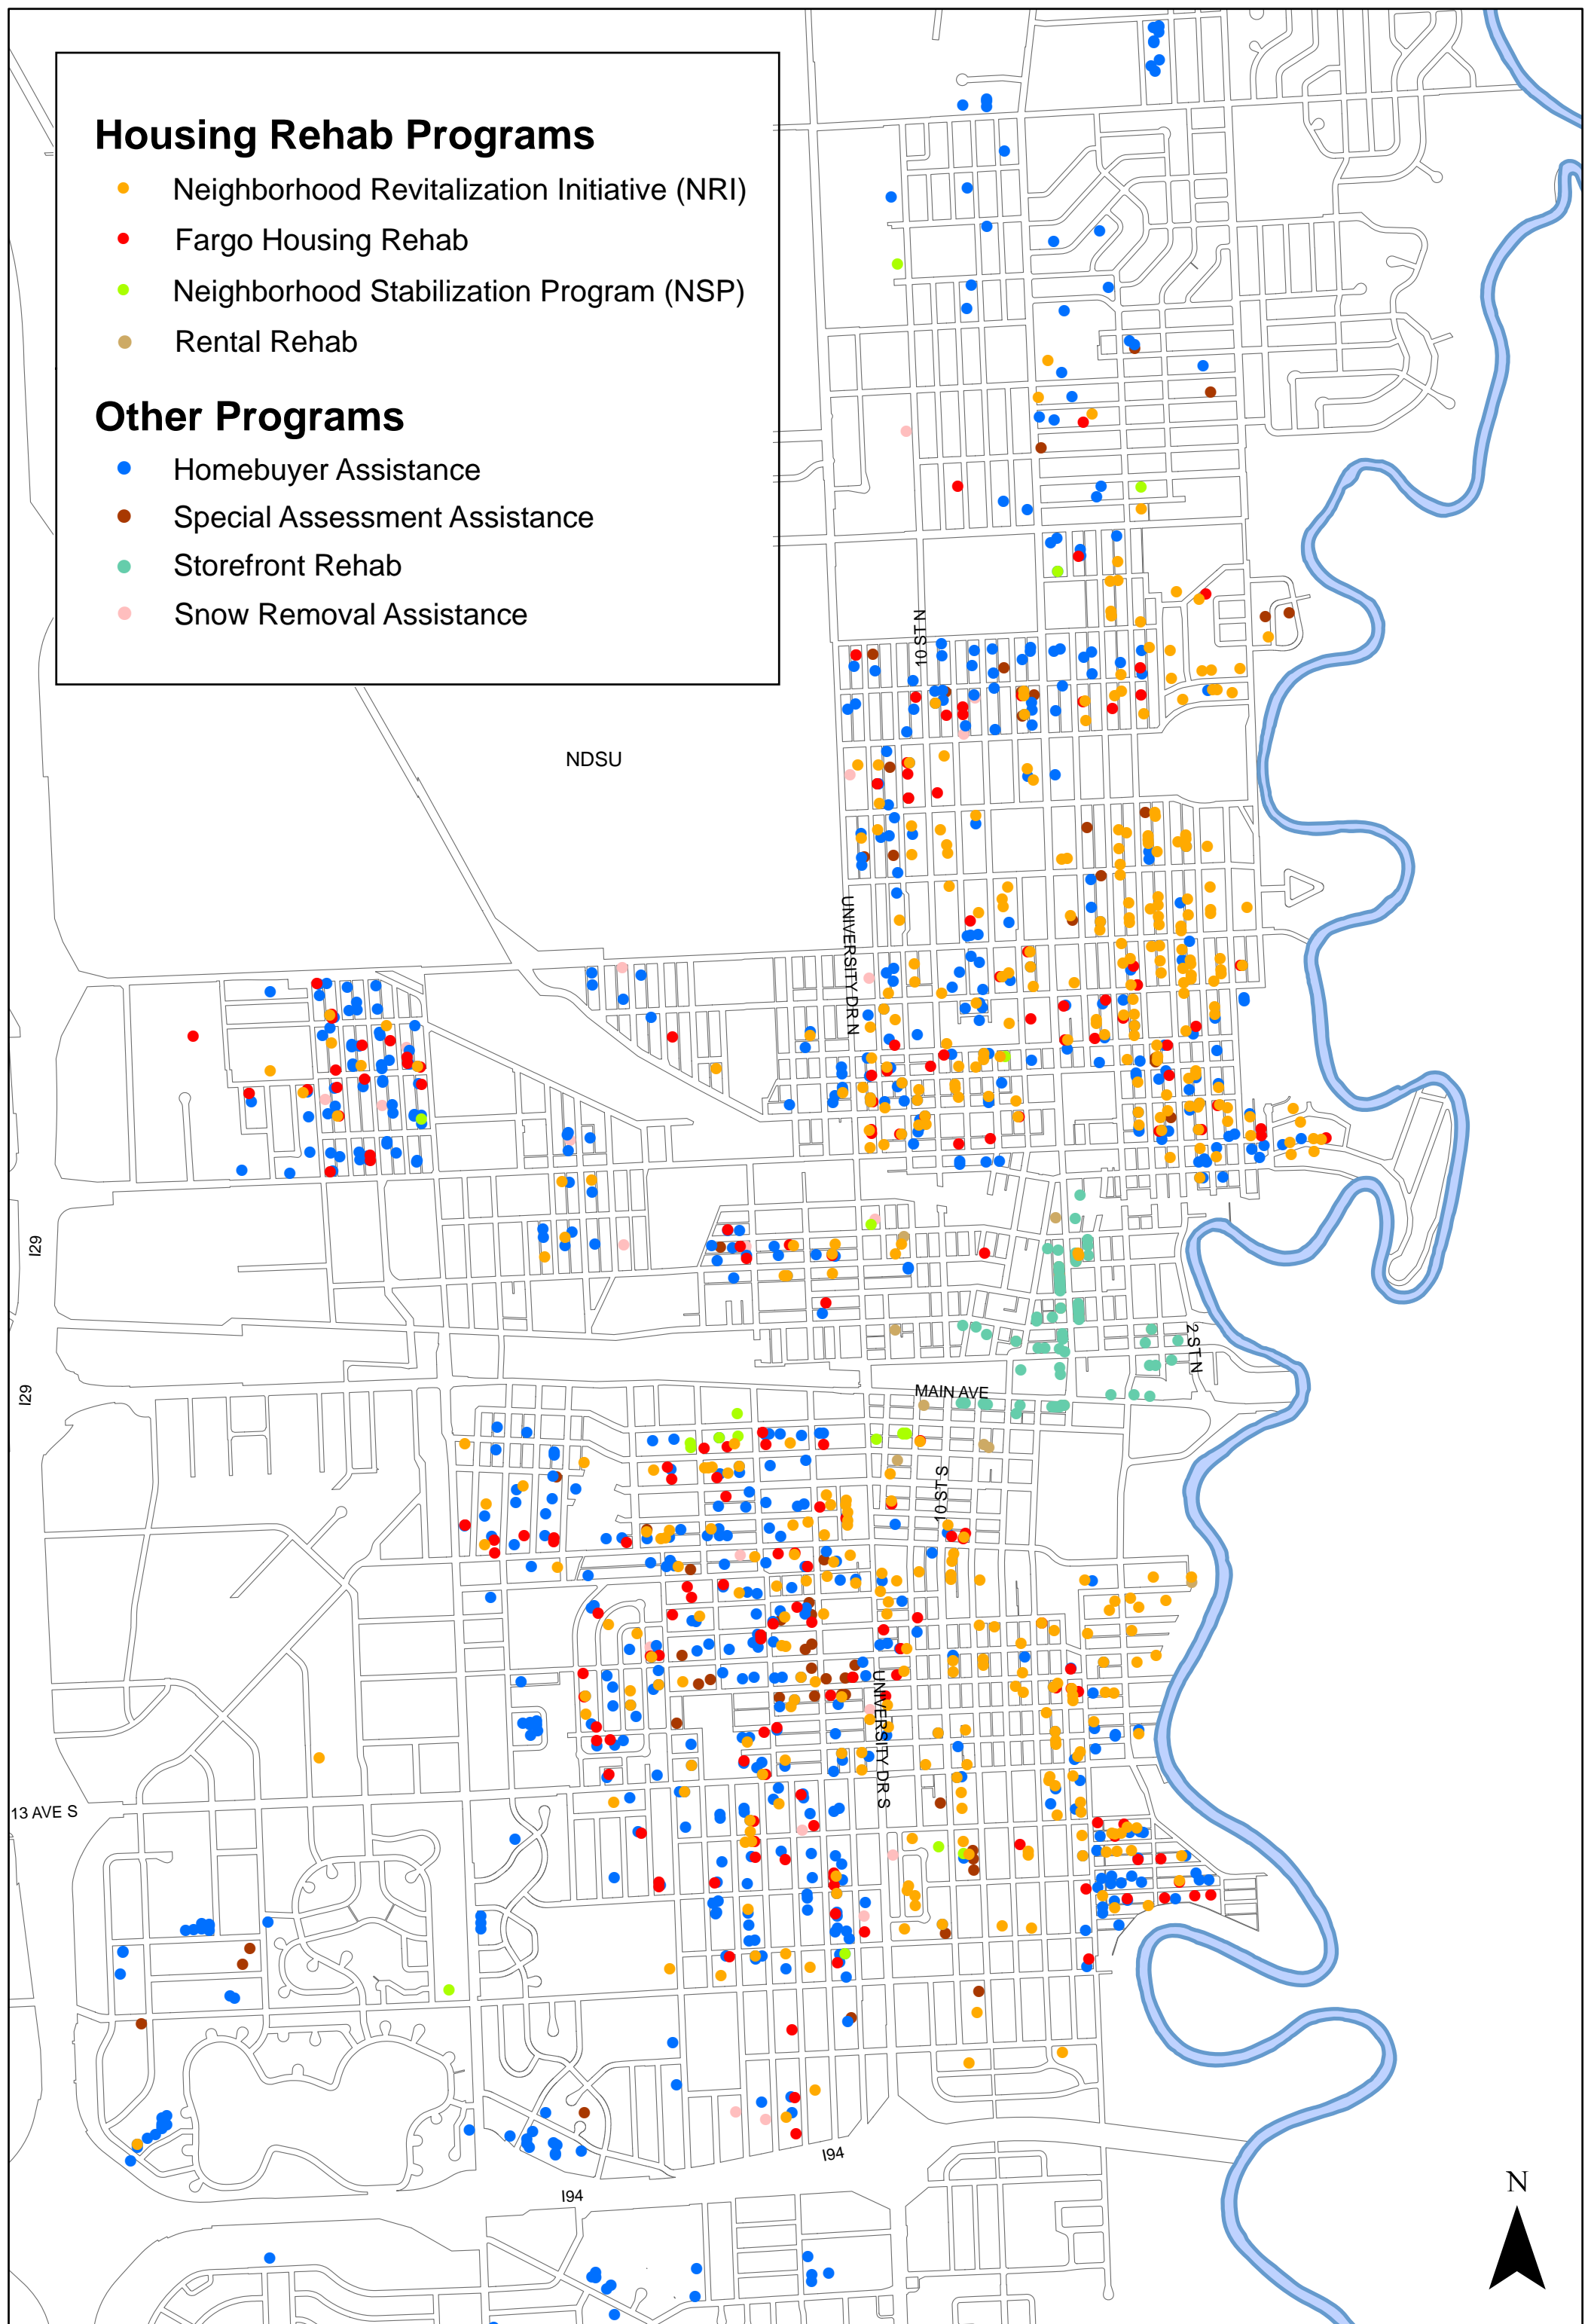 Housing Rehab Programs
Neighborhood Revitalization Initiative (NRI)
Fargo Housing Rehab
Neighborhood Stabilization Program (NSP)
Rental Rehab
Other Programs
Homebuyer Assistance
Special Assessment Assistance
Storefront Rehab
Snow Removal Assistance
10 ST N
NDSU
UNIVERSITY DR N
I29
2 ST N
I29
MAIN AVE
10 ST S
UNIVERSITY DR S
13 AVE S
I94
I94
N